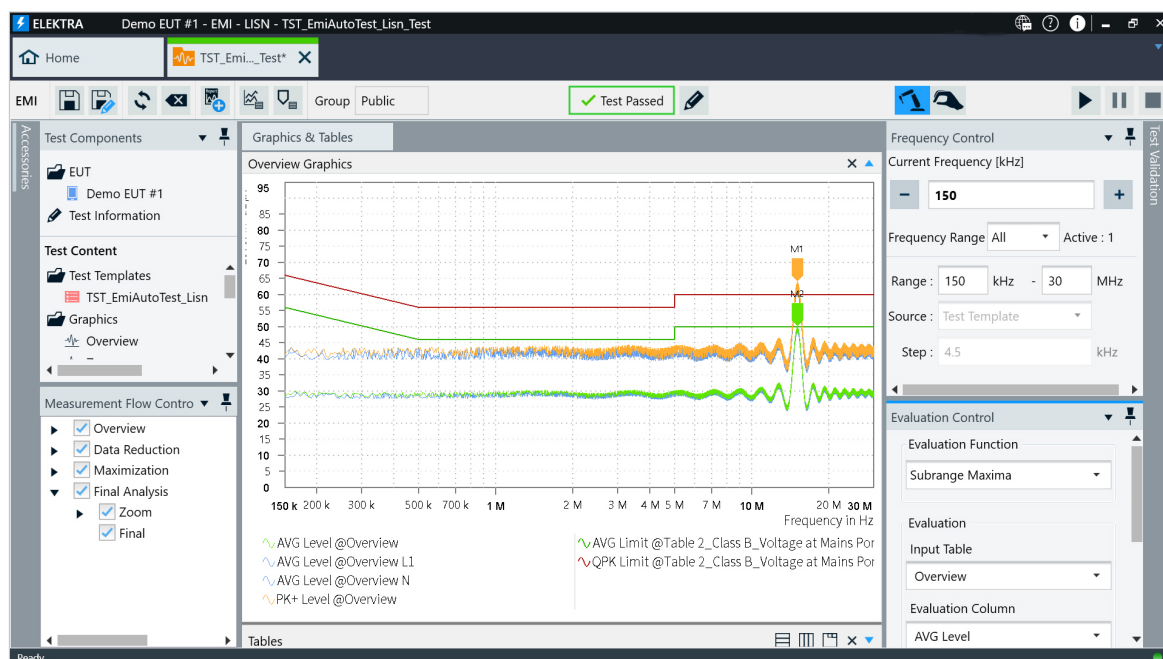 ELEKTRA Demo EUT #1 - EMI - LISN - TST_EmiAutoTest_Lisn_Test
Home
TST_Emi..._Test*
EMI
Group Public
Test Passed
Accessories
Test Components
EUT
Demo EUT #1
Test Information
Test Content
Test Templates
TST_EmiAutoTest_Lisn
Graphics
Overview
Measurement Flow Contro
Overview
Data Reduction
Maximization
Final Analysis
Zoom
Final
Graphics & Tables
Overview Graphics
95
85
80
75
70
65
60
55
50
45
40
35
30
25
20
15
10
5
0
M1
M2
150 k 200 k 300 k 500 k 700 k 1 M 2 M 3 M 4 M 5 M 7 M 10 M 20 M 30 M
Frequency in Hz
AVG Level @Overview
AVG Level @Overview L1
AVG Level @Overview N
PK+ Level @Overview
AVG Limit @Table 2_Class B_Voltage at Mains Por
QPK Limit @Table 2_Class B_Voltage at Mains Por
Tables
Frequency Control
Current Frequency [kHz]
150
Frequency Range All Active : 1
Range : 150 kHz - 30 MHz
Source : Test Template
Step : 4.5 kHz
Evaluation Control
Evaluation Function
Subrange Maxima
Evaluation
Input Table
Overview
Evaluation Column
AVG Level
Test Validation
Ready